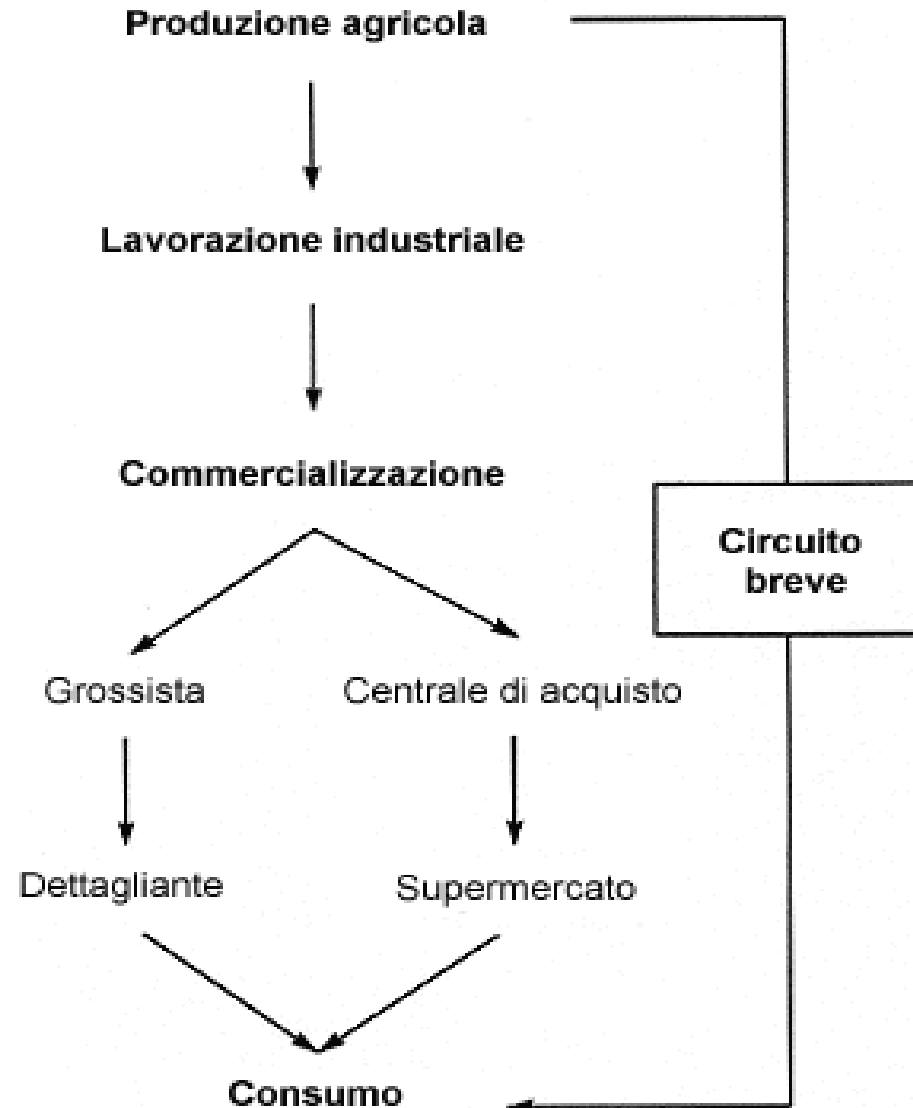 Produzione agricola
Lavorazione industriale
Commercializzazione
Circuito
breve
Grossista
Centrale di acquisto
Dettagliante
Supermercato
Consumo